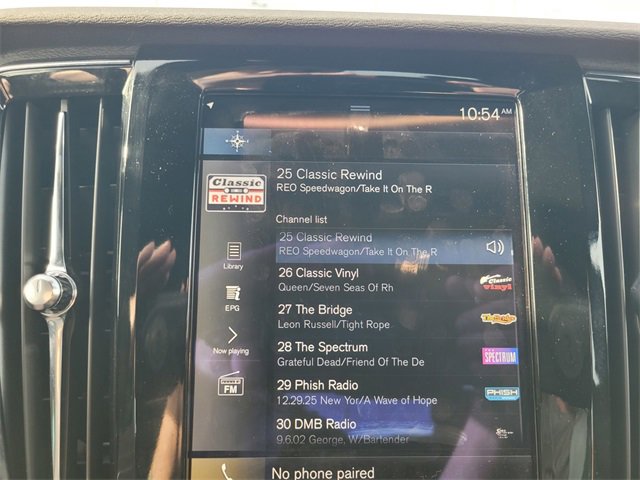 10:54 AM
25 Classic Rewind
REO Speedwagon/Take It On The R
Classic
REWIND
Channel list
25 Classic Rewind
REO Speedwagon/Take It On The R
Library
26 Classic Vinyl
Queen/Seven Seas Of Rh
Classic
vinyl
EPG
27 The Bridge
Leon Russell/Tight Rope
Now playing
28 The Spectrum
Grateful Dead/Friend Of The De
SPECTRUM
FM
29 Phish Radio
12.29.25 New Yor/A Wave of Hope
PHISH
30 DMB Radio
9.6.02 George, W/Bartender
No phone paired